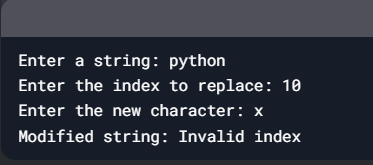 Enter a string: python
Enter the index to replace: 10
Enter the new character: x
Modified string: Invalid index